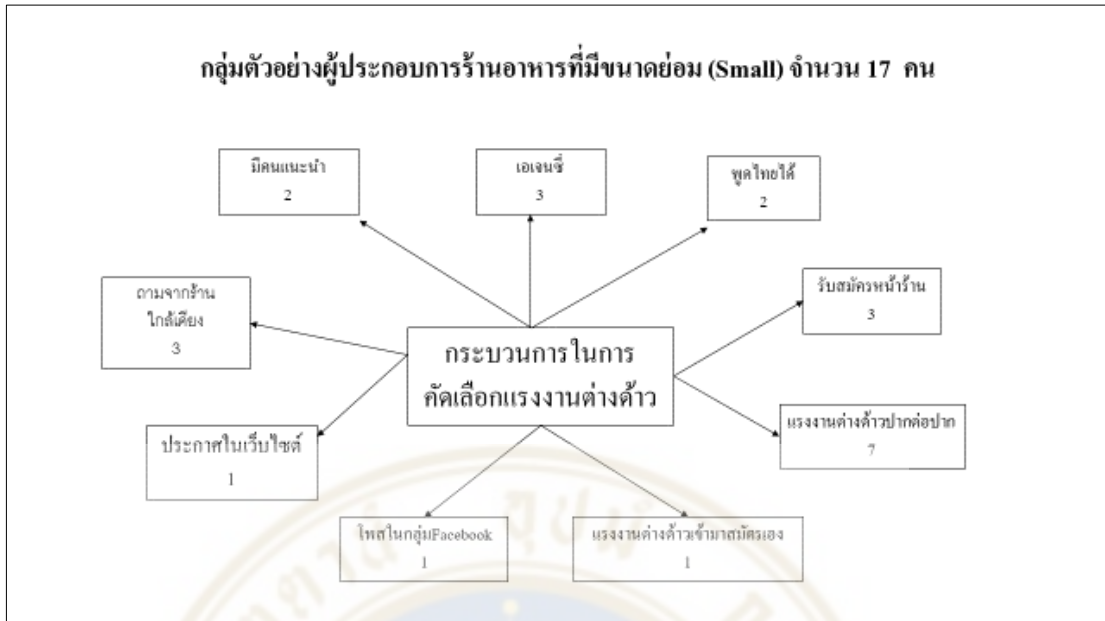 กลุ่มตัวอย่างผู้ประกอบการร้านอาหารที่มีขนาดย่อม (Small) จำนวน 17 คน
มีคนแนะนำ
2
เอเจนซี่
3
พูดไทยได้
2
ถามจากร้าน
ใกล้เคียง
3
รับสมัครหน้าร้าน
3
กระบวนการในการ
คัดเลือกแรงงานต่างด้าว
ประกาศในเว็บไซต์
1
แรงงานต่างด้าวปากต่อปาก
7
โพสในกลุ่มFacebook
1
แรงงานต่างด้าวเข้ามาสมัครเอง
1